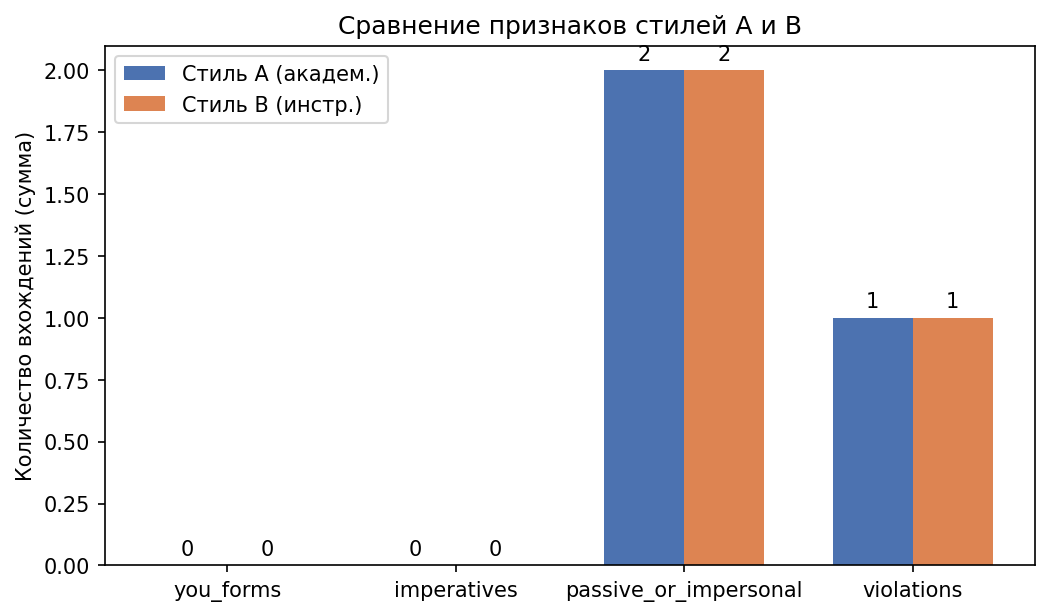 Сравнение признаков стилей A и B
Стиль A (академ.)
Стиль B (инстр.)
Количество вхождений (сумма)
2.00
1.75
1.50
1.25
1.00
0.75
0.50
0.25
0.00
0 0 0 0 2 2 1 1
you_forms imperatives passive_or_impersonal violations